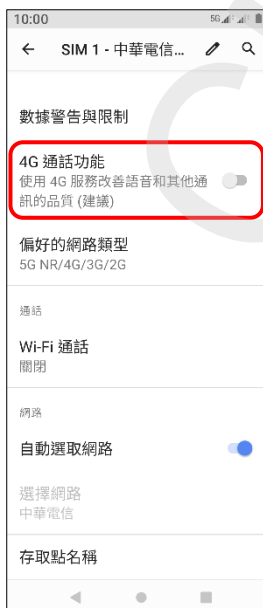 10:00 5G
SIM 1 - 中華電信...
數據警告與限制
4G 通話功能
使用 4G 服務改善語音和其他通
訊的品質 (建議)
偏好的網路類型
5G NR/4G/3G/2G
通話
Wi-Fi 通話
關閉
網路
自動選取網路
選擇網路
中華電信
存取點名稱